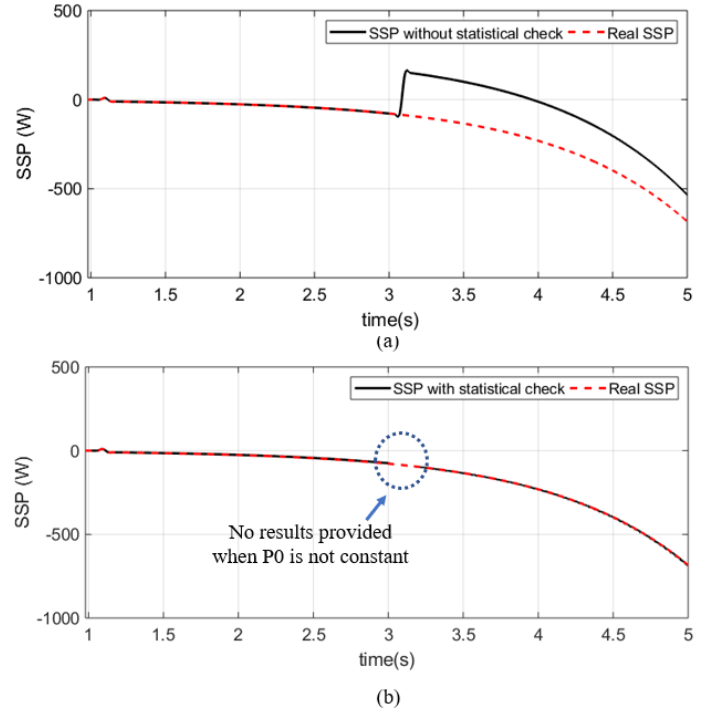 500
0
-500
-1000
SSP (W)
SSP without statistical check
Real SSP
1
1.5
2
2.5
3
3.5
4
4.5
5
time(s)
(a)
500
0
-500
-1000
SSP (W)
SSP with statistical check
Real SSP
No results provided
when P0 is not constant
1
1.5
2
2.5
3
3.5
4
4.5
5
time(s)
(b)